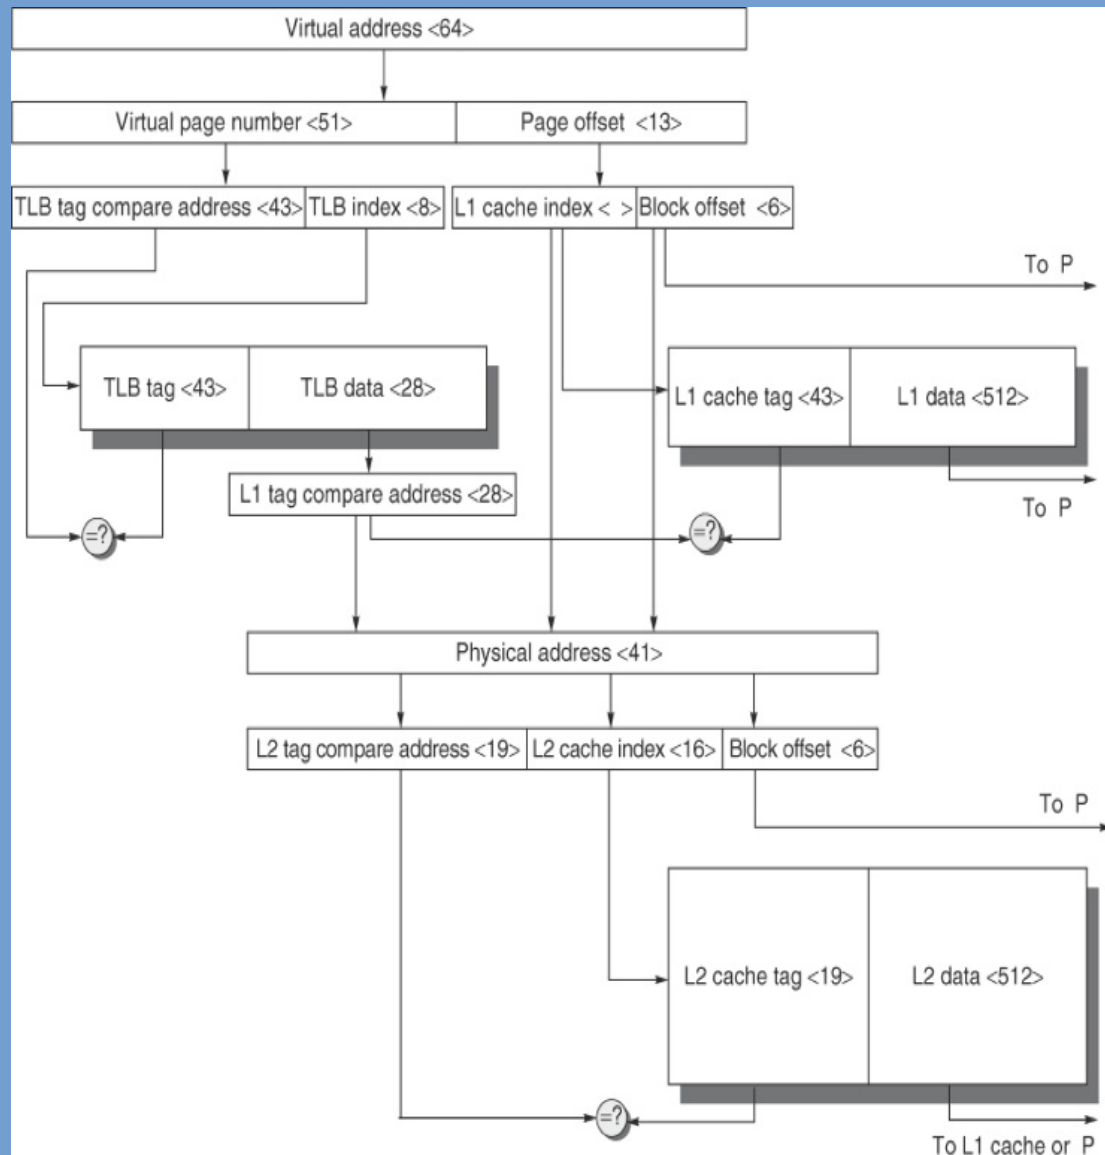 Virtual address <64>
Virtual page number <51>
Page offset <13>
TLB tag compare address <43>
TLB index <8>
L1 cache index < >
Block offset <6>
To P
TLB tag <43>
TLB data <28>
L1 cache tag <43>
L1 data <512>
To P
L1 tag compare address <28>
=?
=?
Physical address <41>
L2 tag compare address <19>
L2 cache index <16>
Block offset <6>
To P
L2 cache tag <19>
L2 data <512>
=?
To L1 cache or P